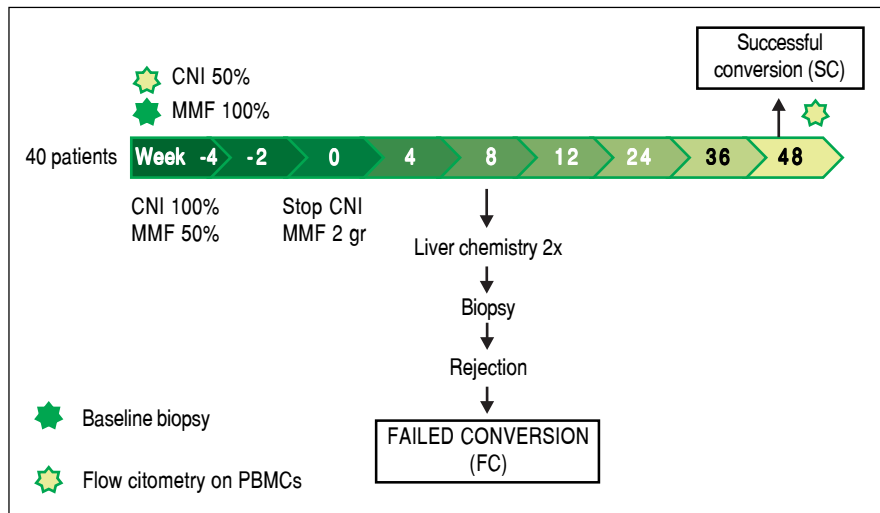 Successful
conversion (SC)
CNI 50%
MMF 100%
40 patients
Week -4 -2 0 4 8 12 24 36 48
CNI 100%
MMF 50%
Stop CNI
MMF 2 gr
Liver chemistry 2x
Biopsy
Rejection
FAILED CONVERSION
(FC)
Baseline biopsy
Flow citometry on PBMCs